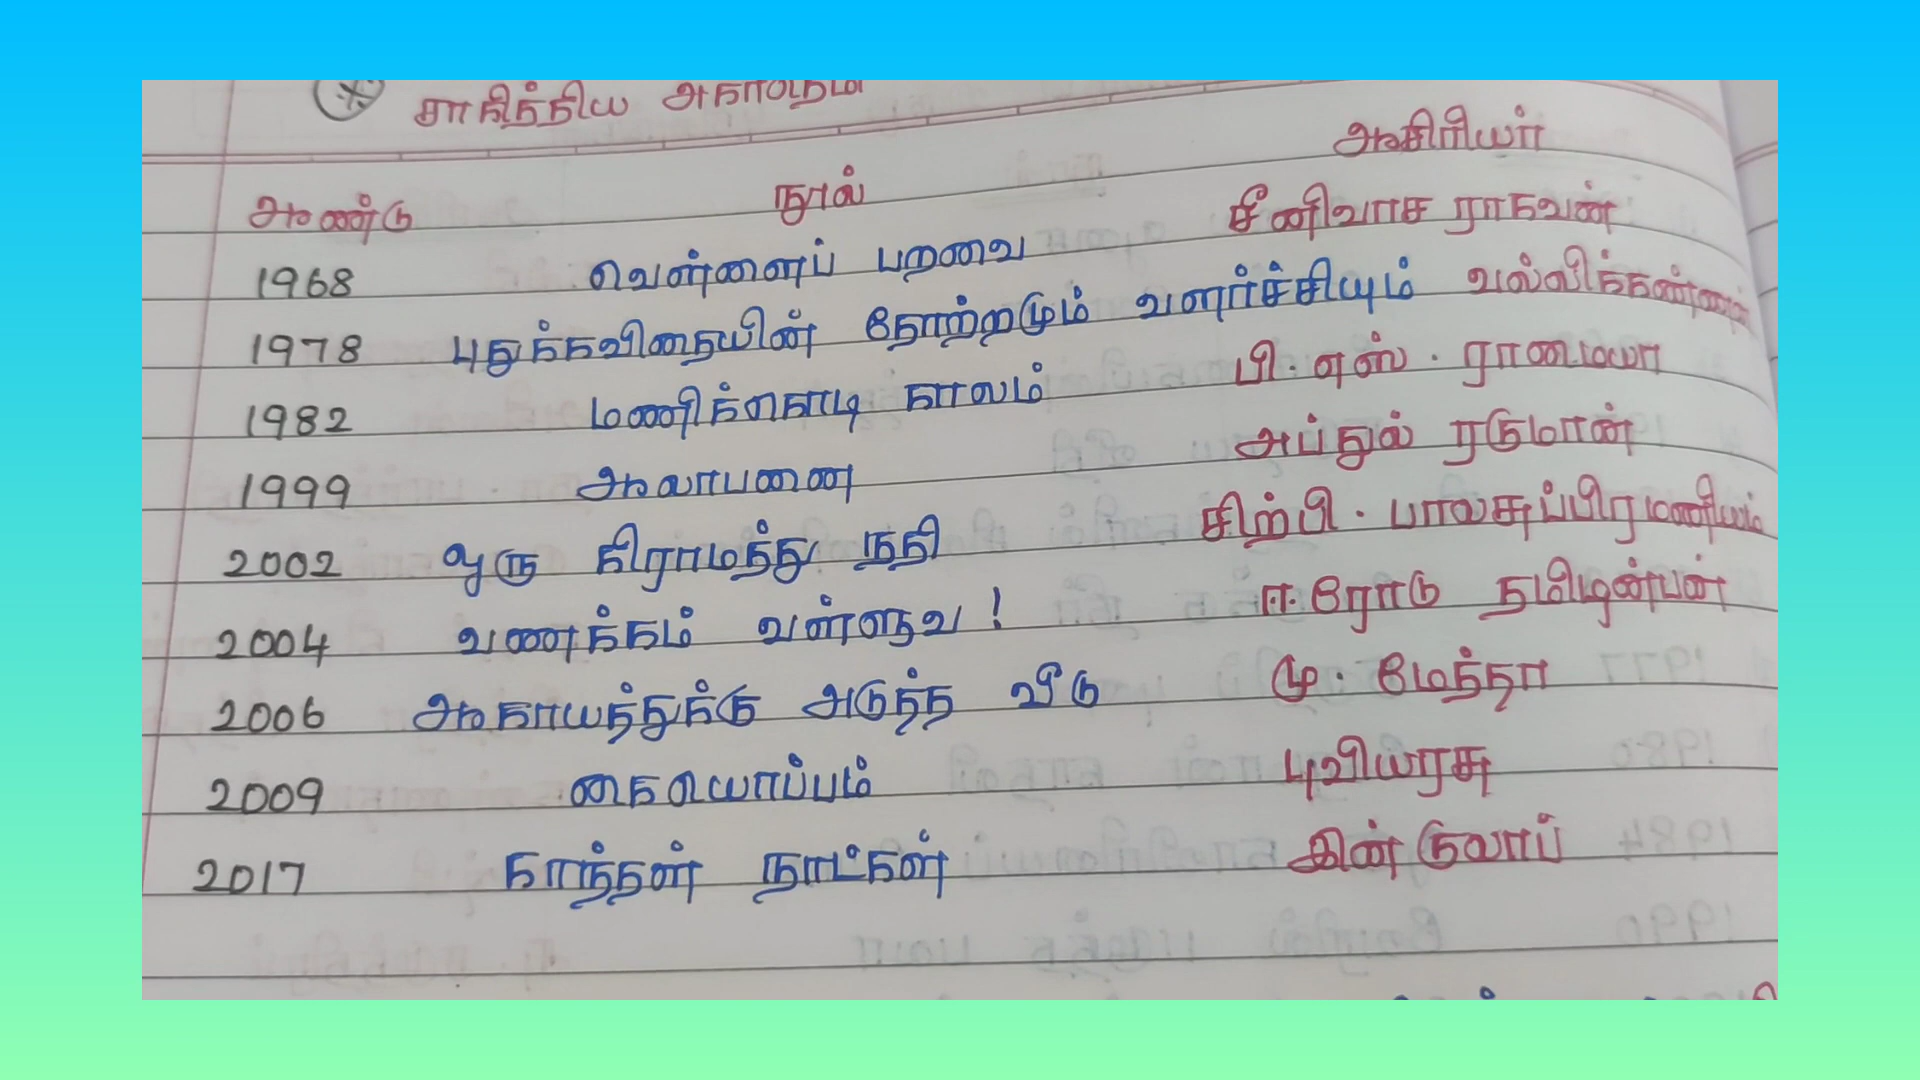 சாகித்திய அகாதெமி
ஆண்டு நூல் ஆசிரியர்
1968 வெள்ளைப் பறவை சீனிவாச ராகவன்
1978 புதுக்கவிதையின் தோற்றமும் வளர்ச்சியும் வல்லிக்கண்ணன்
1982 மணிக்கொடி காலம் பி.எஸ். ராமையா
1999 ஆலாபனை அப்துல் ரகுமான்
2002 ஒரு கிராமத்து நதி சிற்பி. பாலசுப்பிரமணியம்
2004 வணக்கம் வள்ளுவ! ஈ.ரோடு தமிழன்பன்
2006 ஆகாயத்துக்கு அடுத்த வீடு மு. மேத்தா
2009 கையொப்பம் புவியரசு
2017 காந்தள் நாட்கள் இன்குலாப்